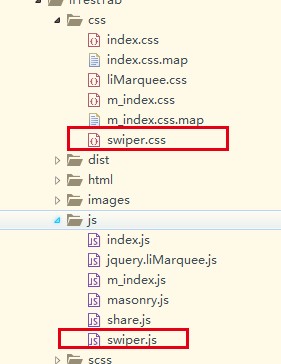 css
index.css
index.css.map
liMarquee.css
m_index.css
m_index.css.map
swiper.css
dist
html
images
js
index.js
jquery.liMarquee.js
m_index.js
masonry.js
share.js
swiper.js
scss